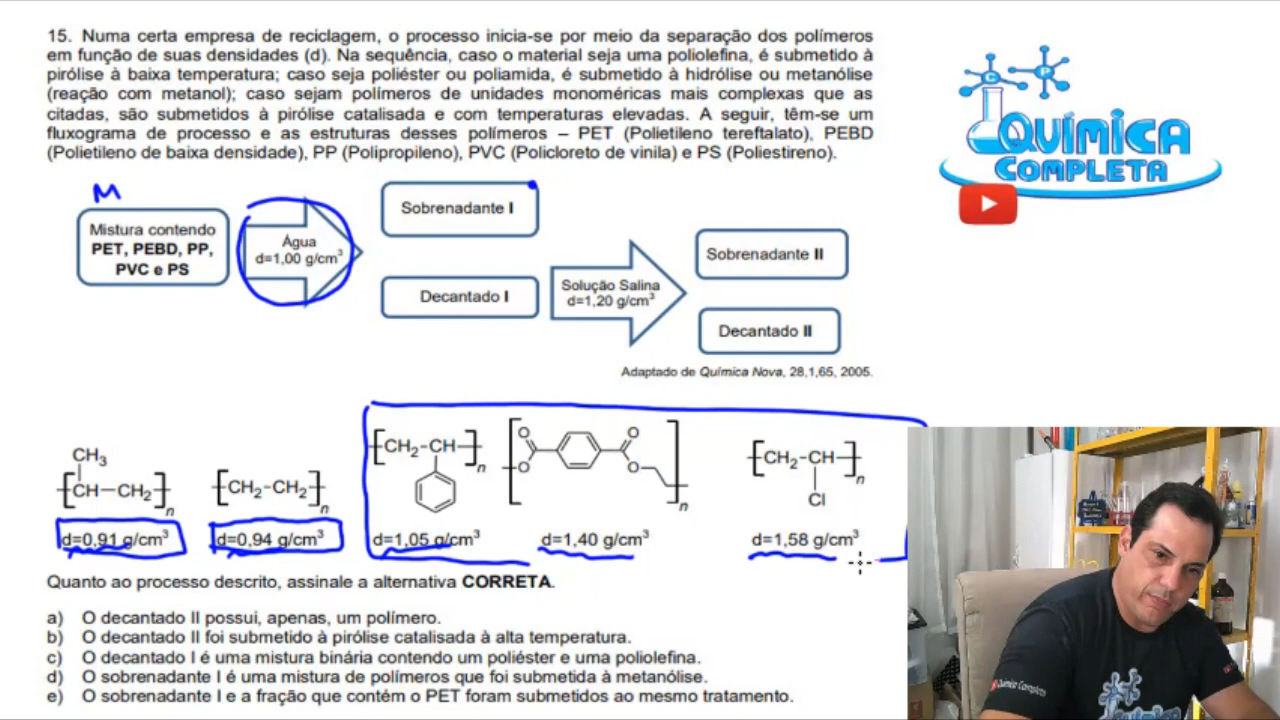 15. Numa certa empresa de reciclagem, o processo inicia-se por meio da separação dos polímeros
em função de suas densidades (d). Na sequência, caso o material seja uma poliolefina, é submetido à
pirólise à baixa temperatura; caso seja poliéster ou poliamida, é submetido à hidrólise ou metanólise
(reação com metanol); caso sejam polímeros de unidades monoméricas mais complexas que as
citadas, são submetidos à pirólise catalisada e com temperaturas elevadas. A seguir, têm-se um
fluxograma de processo e as estruturas desses polímeros – PET (Polietileno tereftalato), PEBD
(Polietileno de baixa densidade), PP (Polipropileno), PVC (Policloreto de vinila) e PS (Poliestireno).
C P
QUÍMICA
COMPLETA
M
Mistura contendo
PET, PEBD, PP,
PVC e PS
Água
d=1,00 g/cm³
Sobrenadante I
Decantado I
Solução Salina
d=1,20 g/cm³
Sobrenadante II
Decantado II
Adaptado de Química Nova, 28,1,65, 2005.
CH₃
[CH—CH₂]n
d=0,91 g/cm³
[CH₂-CH₂]n
d=0,94 g/cm³
[CH₂-CH]n
d=1,05 g/cm³
O O
O O n
d=1,40 g/cm³
[CH₂-CH]n
Cl
d=1,58 g/cm³
Quanto ao processo descrito, assinale a alternativa CORRETA.
a) O decantado II possui, apenas, um polímero.
b) O decantado II foi submetido à pirólise catalisada à alta temperatura.
c) O decantado I é uma mistura binária contendo um poliéster e uma poliolefina.
d) O sobrenadante I é uma mistura de polímeros que foi submetida à metanólise.
e) O sobrenadante I e a fração que contém o PET foram submetidos ao mesmo tratamento.
Química Completa